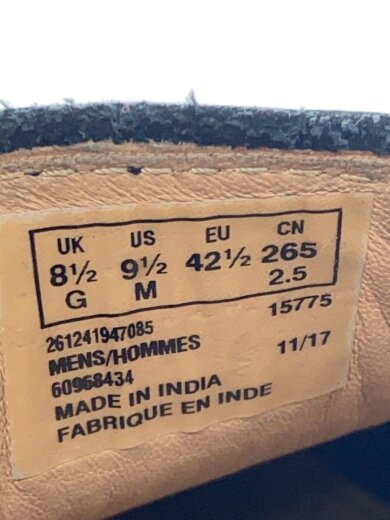 UK US EU CN
8½ 9½ 42½ 265
G M 2.5
15775
261241947085
MENS/HOMMES 11/17
60968434
MADE IN INDIA
FABRIQUE EN INDE